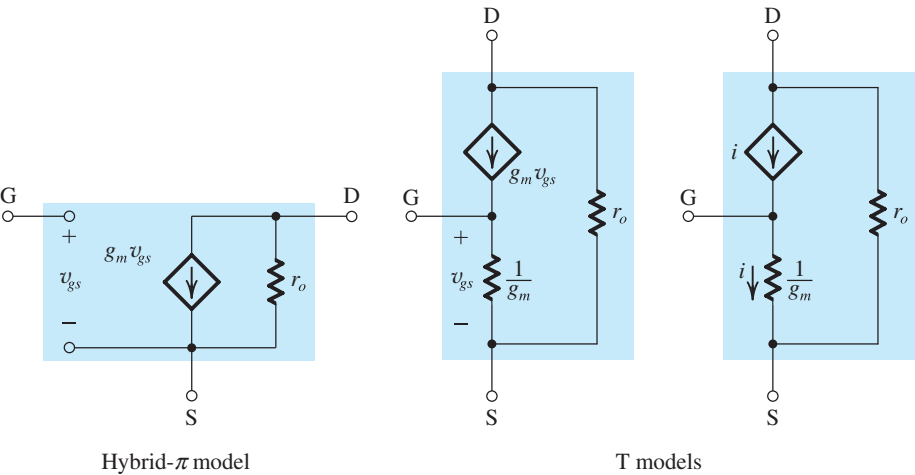 G
D
+
v_gs
−
g_m v_gs
r_o
S
Hybrid-π model
D
G
g_m v_gs
+
v_gs
−
1/g_m
r_o
S
D
G
i
i
1/g_m
r_o
S
T models